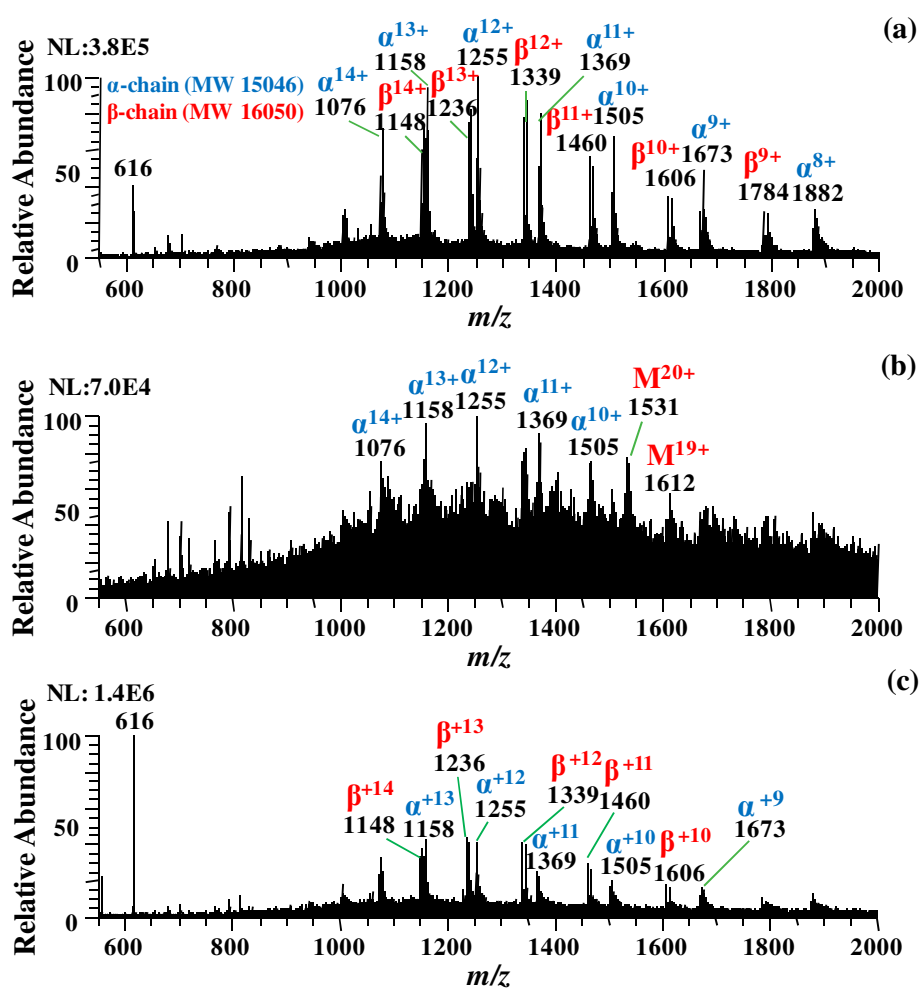 (a)
NL:3.8E5
α-chain (MW 15046)
β-chain (MW 16050)
616
α14+
1076
α13+
1158
β14+
1148
β13+
1236
α12+
1255
β12+
1339
α11+
1369
β11+
1460
α10+
1505
β10+
1606
α9+
1673
β9+
1784
α8+
1882
Relative Abundance
100
50
0
600 800 1000 1200 1400 1600 1800 2000
m/z
(b)
NL:7.0E4
α14+
1076
α13+
1158
α12+
1255
α11+
1369
α10+
1505
M20+
1531
M19+
1612
Relative Abundance
100
50
0
600 800 1000 1200 1400 1600 1800 2000
m/z
(c)
NL: 1.4E6
616
β+14
1148
α+13
1158
β+13
1236
α+12
1255
β+12
1339
α+11
1369
β+11
1460
α+10
1505
β+10
1606
α+9
1673
Relative Abundance
100
50
0
600 800 1000 1200 1400 1600 1800 2000
m/z